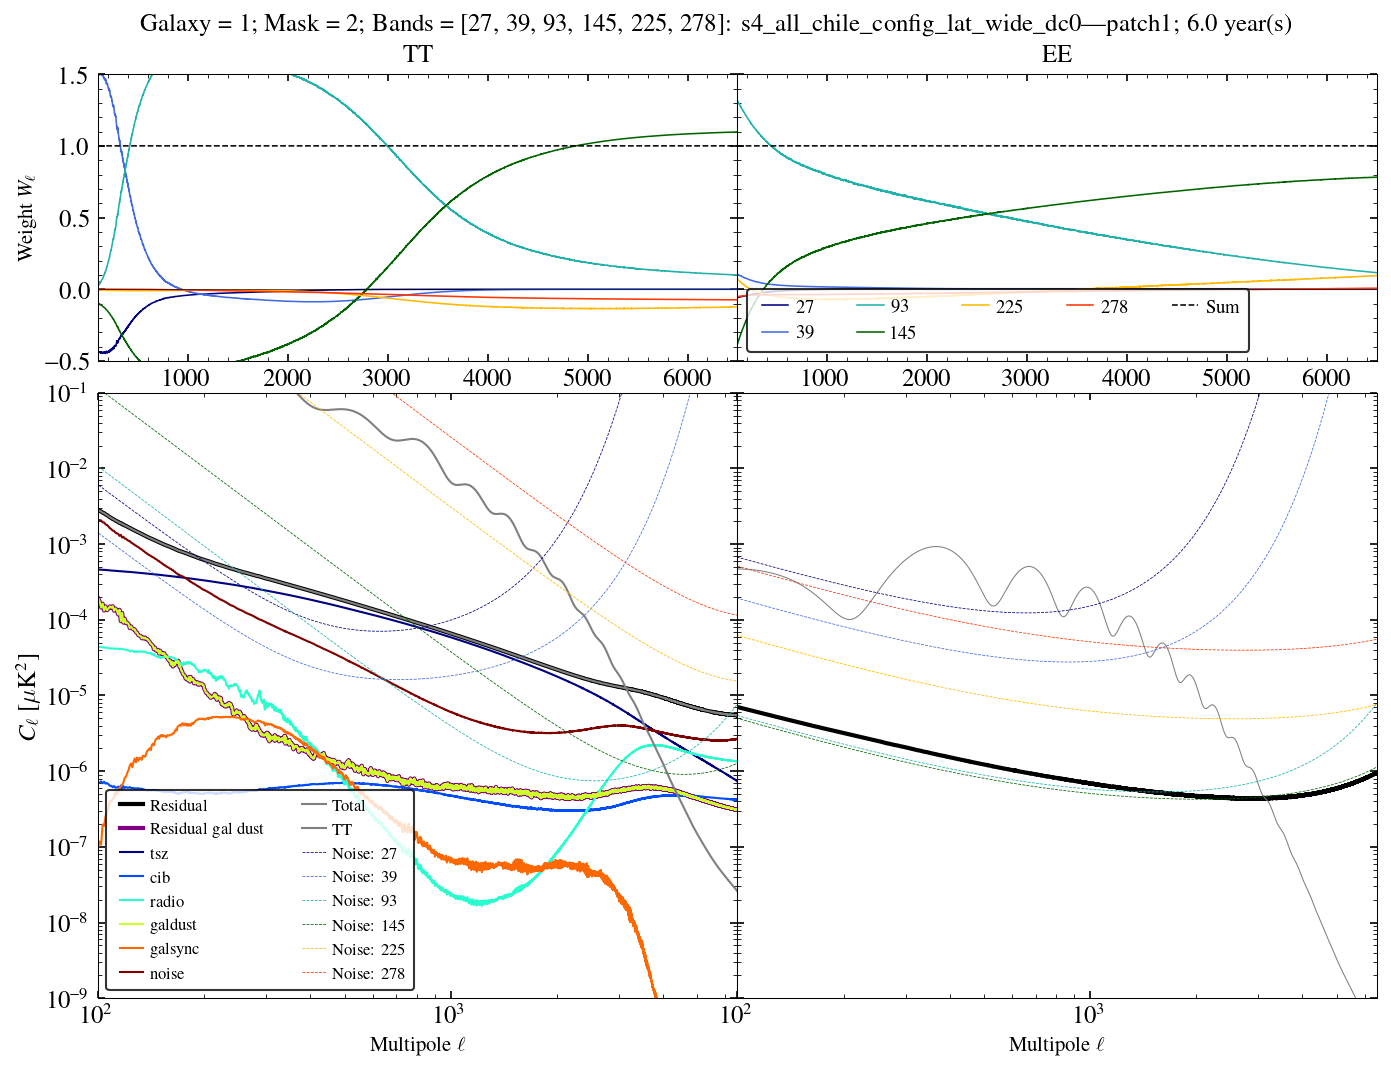 Galaxy = 1; Mask = 2; Bands = [27, 39, 93, 145, 225, 278]: s4_all_chile_config_lat_wide_dc0—patch1; 6.0 year(s)
TT EE
1.5
1.0
0.5
0.0
−0.5
Weight W_ℓ
27 93 225 278 Sum
39 145
1000 2000 3000 4000 5000 6000 1000 2000 3000 4000 5000 6000
10^−1
10^−2
10^−3
10^−4
10^−5
10^−6
10^−7
10^−8
10^−9
C_ℓ [μK^2]
Residual Total
Residual gal dust TT
tsz Noise: 27
cib Noise: 39
radio Noise: 93
galdust Noise: 145
galsync Noise: 225
noise Noise: 278
10^2 10^3 10^2 10^3
Multipole ℓ Multipole ℓ